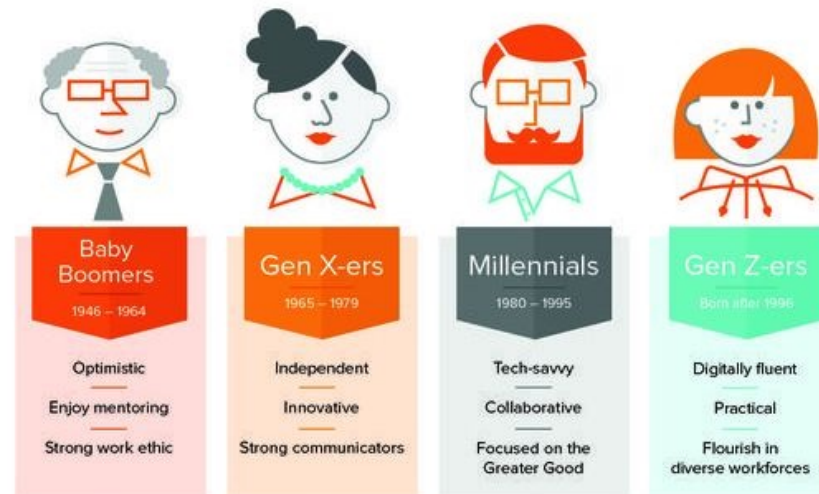 Baby
Boomers
1946 – 1964
Optimistic
Enjoy mentoring
Strong work ethic
Gen X-ers
1965 – 1979
Independent
Innovative
Strong communicators
Millennials
1980 – 1995
Tech-savvy
Collaborative
Focused on the
Greater Good
Gen Z-ers
Born after 1996
Digitally fluent
Practical
Flourish in
diverse workforces